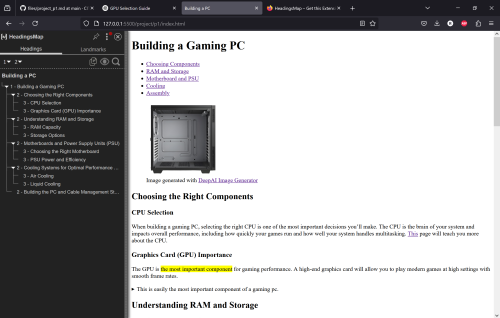 files/project_p1 at main · Cl
GPU Selection Guide
Building a PC
HeadingsMap – Get this Exten
127.0.0.1:5500/project/p1/index.html
HeadingsMap
Headings
Landmarks
1 2
Building a PC
1 - Building a Gaming PC
2 - Choosing the Right Components
3 - CPU Selection
3 - Graphics Card (GPU) Importance
2 - Understanding RAM and Storage
3 - RAM Capacity
3 - Storage Options
2 - Motherboards and Power Supply Units (PSU)
3 - Choosing the Right Motherboard
3 - PSU Power and Efficiency
2 - Cooling Systems for Optimal Performance ...
3 - Air Cooling
3 - Liquid Cooling
2 - Building the PC and Cable Management St...
Building a Gaming PC
Choosing Components
RAM and Storage
Motherboard and PSU
Cooling
Assembly
Image generated with DeepAI Image Generator
Choosing the Right Components
CPU Selection
When building a gaming PC, selecting the right CPU is one of the most important decisions you'll make. The CPU is the brain of your system and
impacts overall performance, including how quickly your games run and how well your system handles multitasking. This page will teach you more
about the CPU.
Graphics Card (GPU) Importance
The GPU is the most important component for gaming performance. A high-end graphics card will allow you to play modern games at high settings with
smooth frame rates.
This is easily the most important component of a gaming pc.
Understanding RAM and Storage